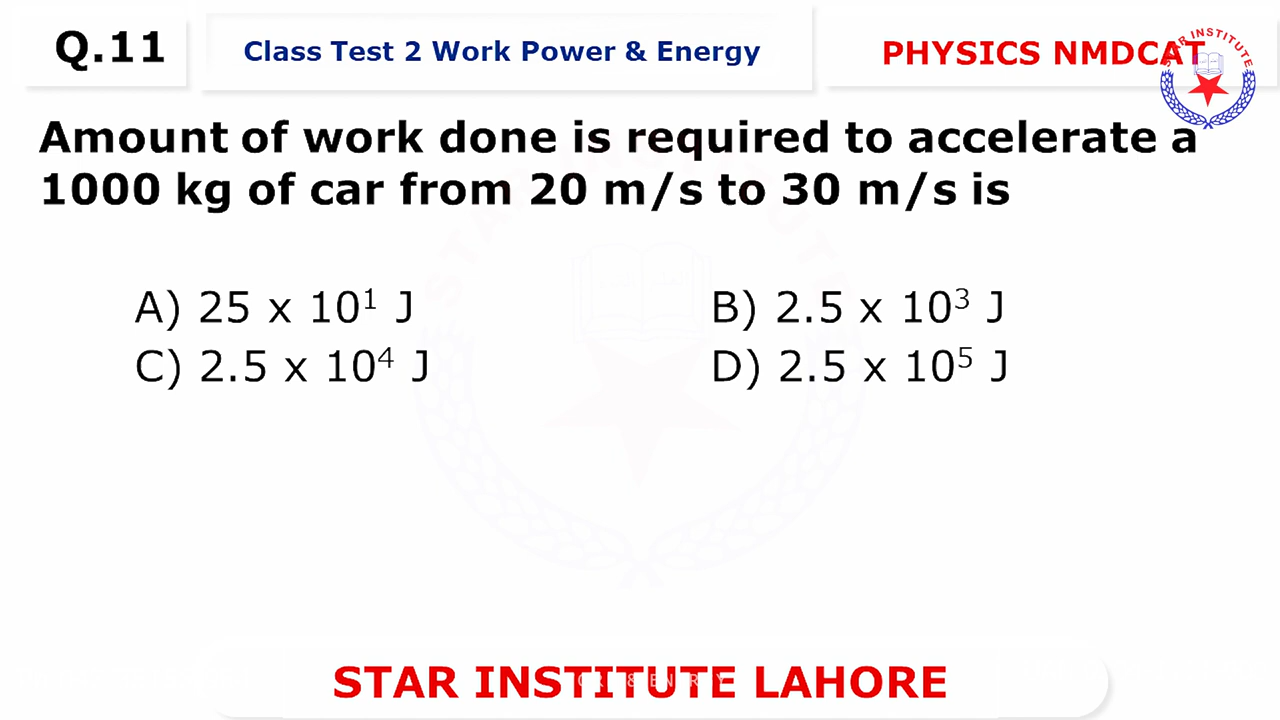 Q.11
Class Test 2 Work Power & Energy
PHYSICS NMDCAT
STAR INSTITUTE
Amount of work done is required to accelerate a
1000 kg of car from 20 m/s to 30 m/s is
A) 25 x 10¹ J
B) 2.5 x 10³ J
C) 2.5 x 10⁴ J
D) 2.5 x 10⁵ J
STAR INSTITUTE LAHORE